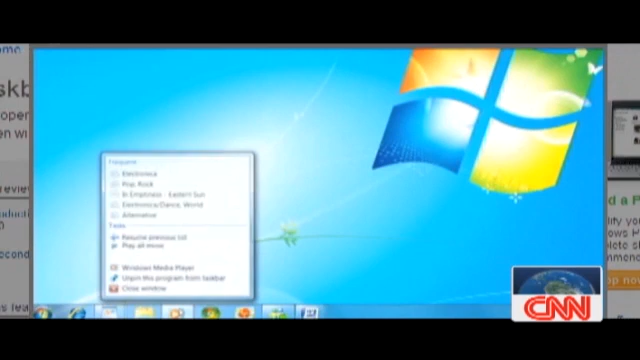 Frequent
Electronica
Pop, Rock
In Emptiness - Eastern Sun
Electronica/Dance, World
Alternative
Tasks
Resume previous list
Play all music
Windows Media Player
Unpin this program from taskbar
Close window
CNN